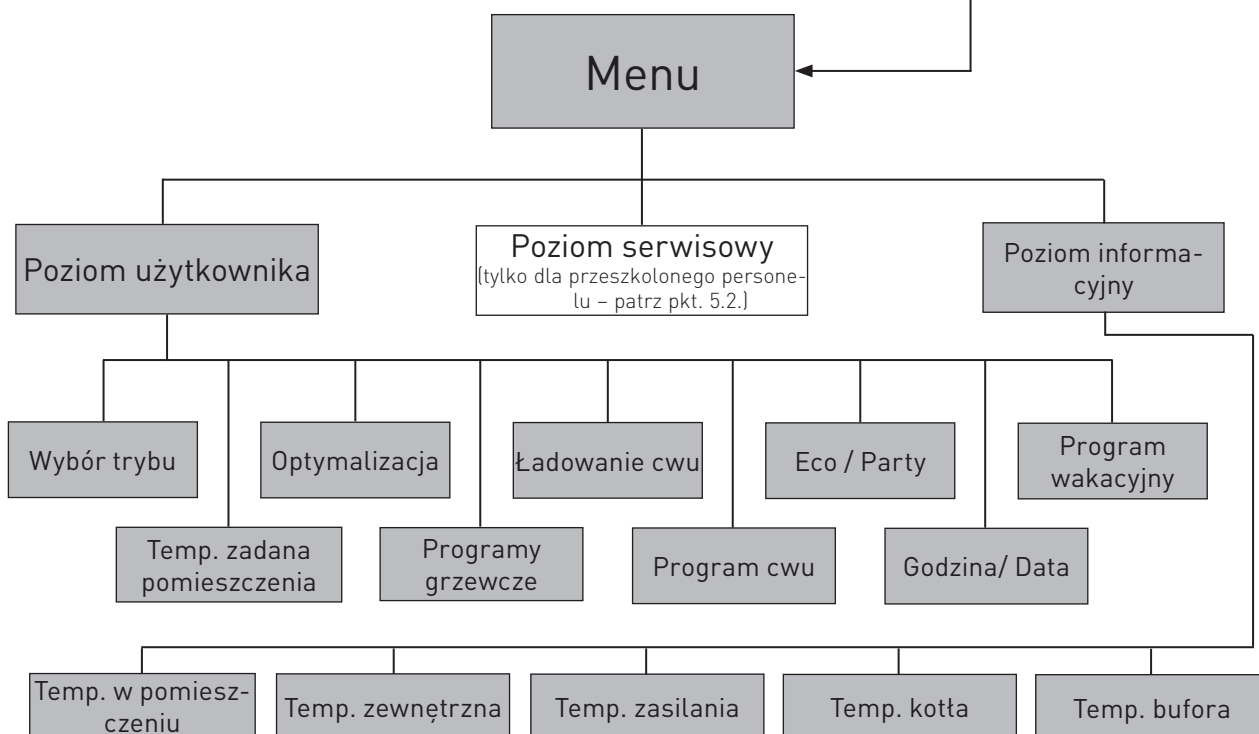 Menu
Poziom użytkownika
Poziom serwisowy
(tylko dla przeszkolonego persone-
lu – patrz pkt. 5.2.)
Poziom informa-
cyjny
Wybór trybu
Optymalizacja
Ładowanie cwu
Eco / Party
Program
wakacyjny
Temp. zadana
pomieszczenia
Programy
grzewcze
Program cwu
Godzina/ Data
Temp. w pomiesz-
czeniu
Temp. zewnętrzna
Temp. zasilania
Temp. kotła
Temp. bufora